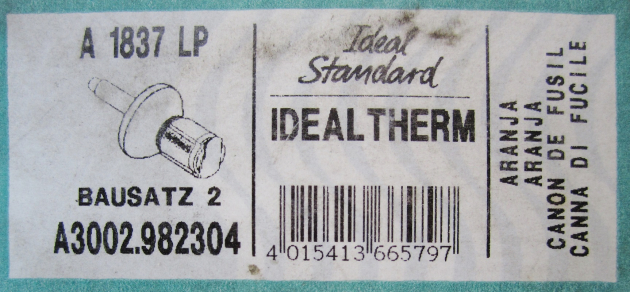 A 1837 LP
BAUSATZ 2
A3002.982304
Ideal
Standard
IDEALTHERM
4 015413 665797
ARANJA
ARANJA
CANON DE FUSIL
CANNA DI FUCILE